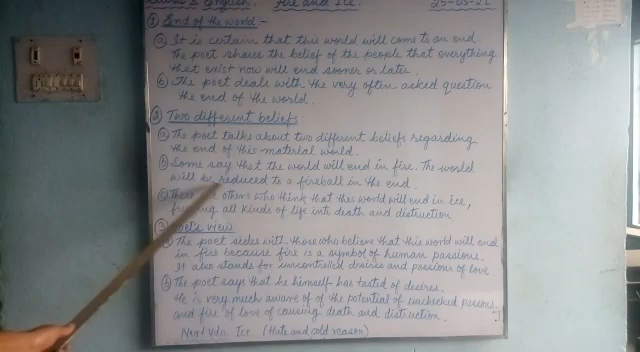 English. Fire and Ice. 25-05-21
① End of the world:-
ⓐ It is certain that this world will come to an end.
The poet shares the belief of the people that everything
that exist now will end sooner or later.
ⓑ The poet deals with the very often asked question
the end of the world.
② Two different beliefs:
ⓐ The poet talks about two different beliefs regarding
the end of this material world.
ⓑ Some say that the world will end in fire. The world
will be reduced to a fireball in the end.
ⓒ There others who think that this world will end in ice,
all kinds of life into death and distruction
Poet's view
The poet sides with those who believe that this world will end
in fire because fire is a symbol of human passions.
It also stands for uncontrolled desires and passions of love.
ⓑ The poet says that he himself has tasted of desires.
He is very much aware of of the potential of unchecked passions
and fire of love of causing death and distruction.
Next vdo. Ice (Hate and cold reason)